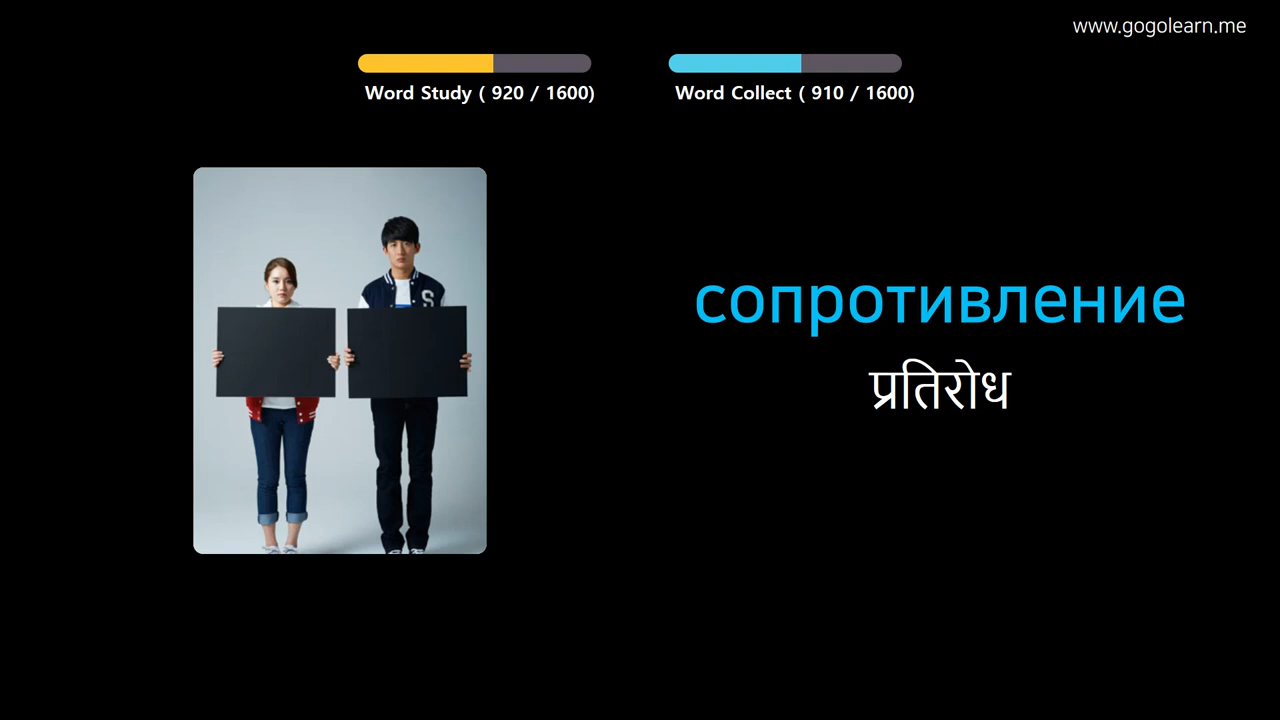 www.gogolearn.me
Word Study ( 920 / 1600)
Word Collect ( 910 / 1600)
S
сопротивление
प्रतिरोध